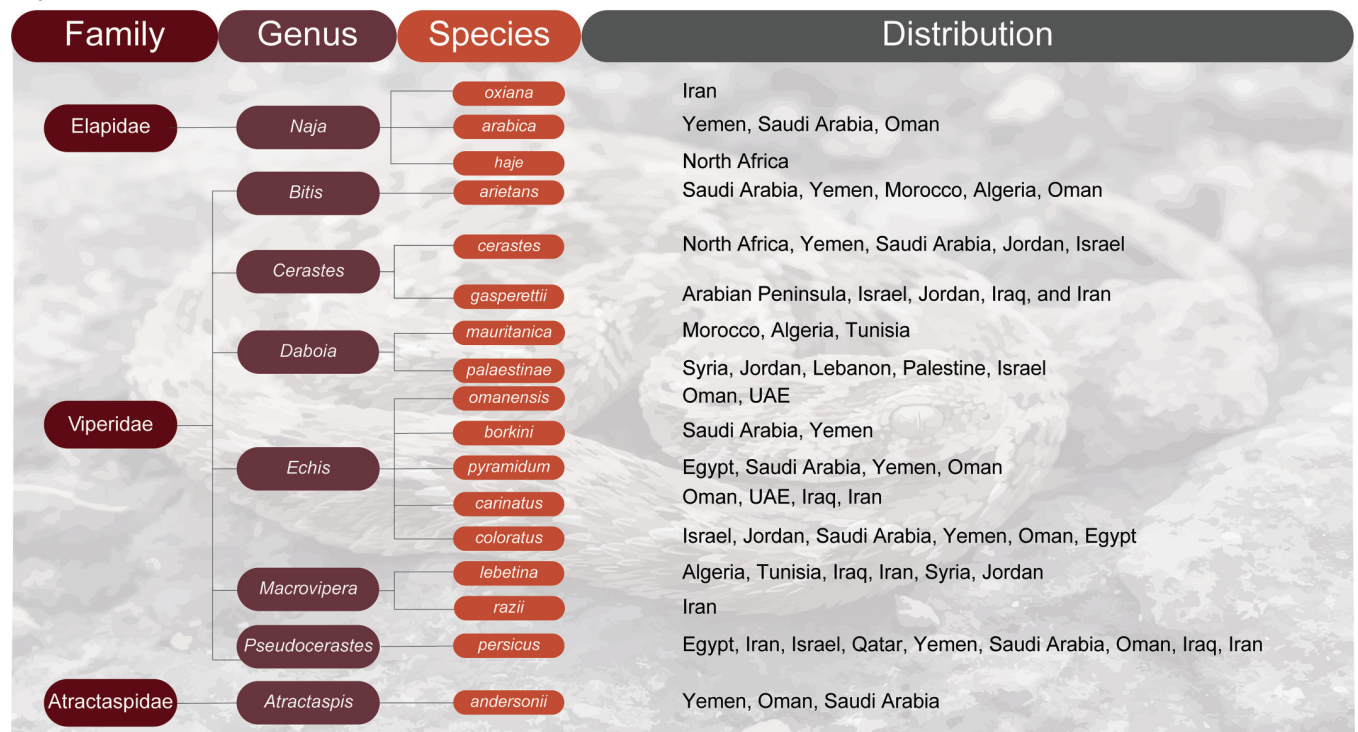 Family Genus Species Distribution
oxiana Iran
Elapidae Naja arabica Yemen, Saudi Arabia, Oman
haje North Africa
Bitis arietans Saudi Arabia, Yemen, Morocco, Algeria, Oman
cerastes North Africa, Yemen, Saudi Arabia, Jordan, Israel
Cerastes
gasperettii Arabian Peninsula, Israel, Jordan, Iraq, and Iran
mauritanica Morocco, Algeria, Tunisia
Daboia
palaestinae Syria, Jordan, Lebanon, Palestine, Israel
omanensis Oman, UAE
Viperidae
borkini Saudi Arabia, Yemen
Echis pyramidum Egypt, Saudi Arabia, Yemen, Oman
carinatus Oman, UAE, Iraq, Iran
coloratus Israel, Jordan, Saudi Arabia, Yemen, Oman, Egypt
lebetina Algeria, Tunisia, Iraq, Iran, Syria, Jordan
Macrovipera
razii Iran
Pseudocerastes persicus Egypt, Iran, Israel, Qatar, Yemen, Saudi Arabia, Oman, Iraq, Iran
Atractaspidae Atractaspis andersonii Yemen, Oman, Saudi Arabia